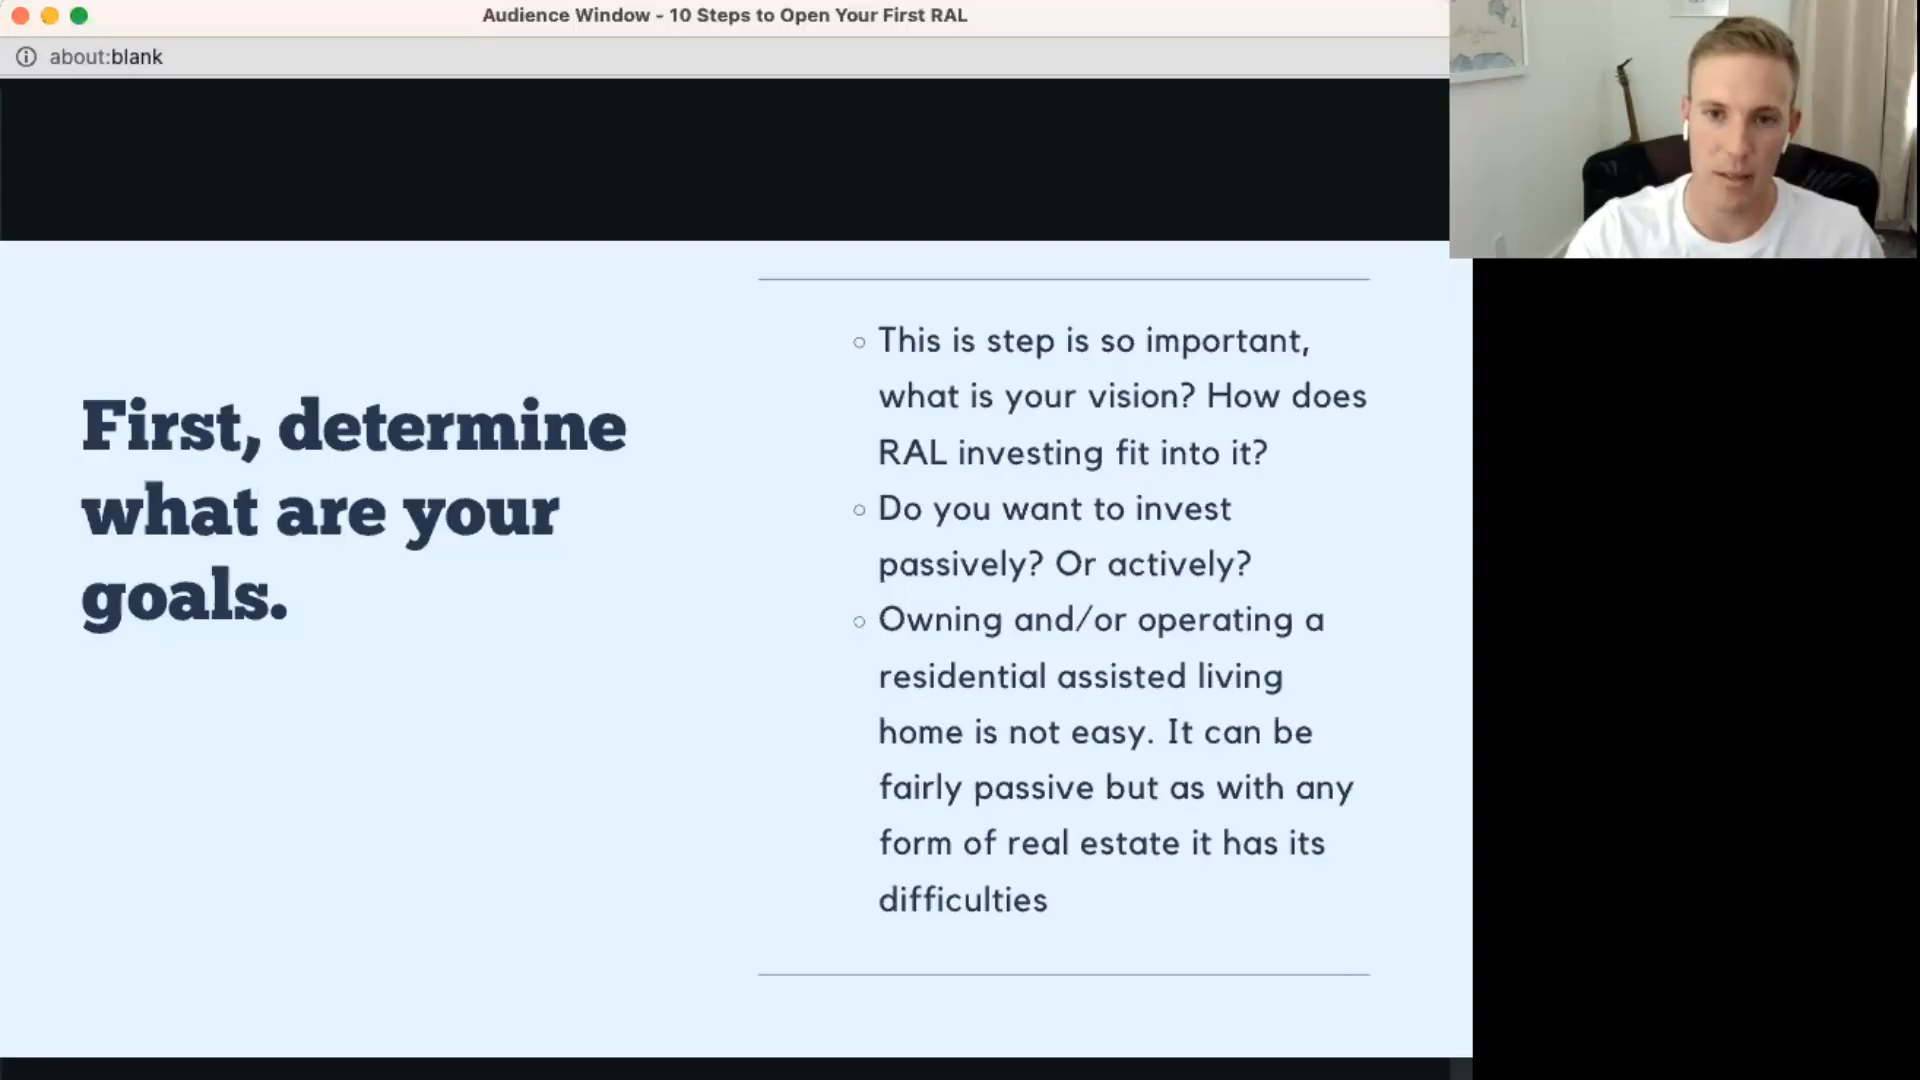 Audience Window - 10 Steps to Open Your First RAL
about:blank
First, determine
what are your
goals.
This is step is so important,
what is your vision? How does
RAL investing fit into it?
Do you want to invest
passively? Or actively?
Owning and/or operating a
residential assisted living
home is not easy. It can be
fairly passive but as with any
form of real estate it has its
difficulties